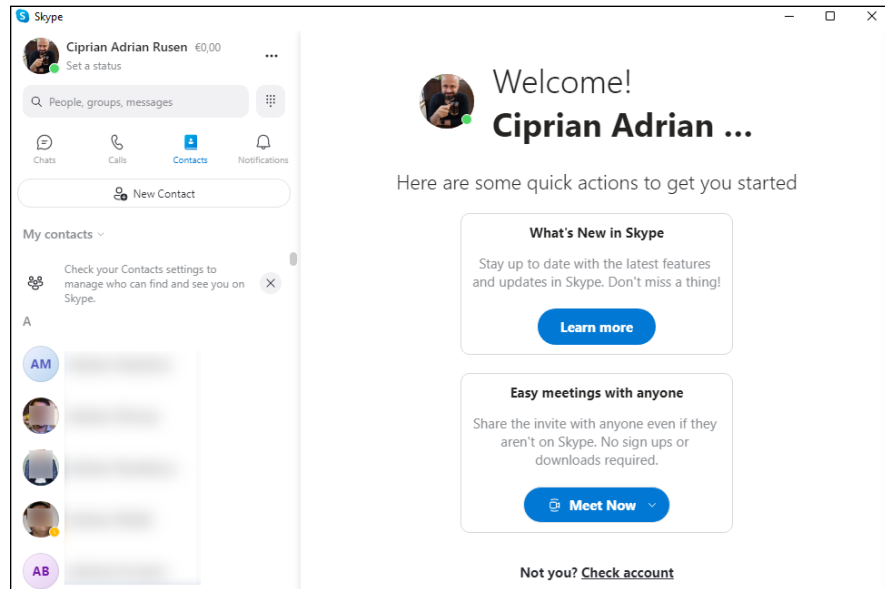 Skype
Ciprian Adrian Rusen €0,00
Set a status
People, groups, messages
Chats
Calls
Contacts
Notifications
New Contact
My contacts
Check your Contacts settings to
manage who can find and see you on
Skype.
A
AM
AB
Welcome!
Ciprian Adrian ...
Here are some quick actions to get you started
What's New in Skype
Stay up to date with the latest features
and updates in Skype. Don't miss a thing!
Learn more
Easy meetings with anyone
Share the invite with anyone even if they
aren't on Skype. No sign ups or
downloads required.
Meet Now
Not you? Check account